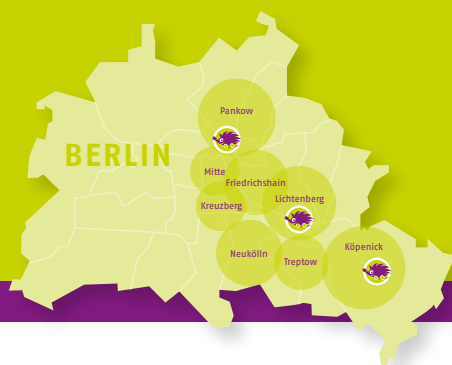 Pankow
BERLIN
Mitte
Friedrichshain
Lichtenberg
Kreuzberg
Köpenick
Neukölln
Treptow